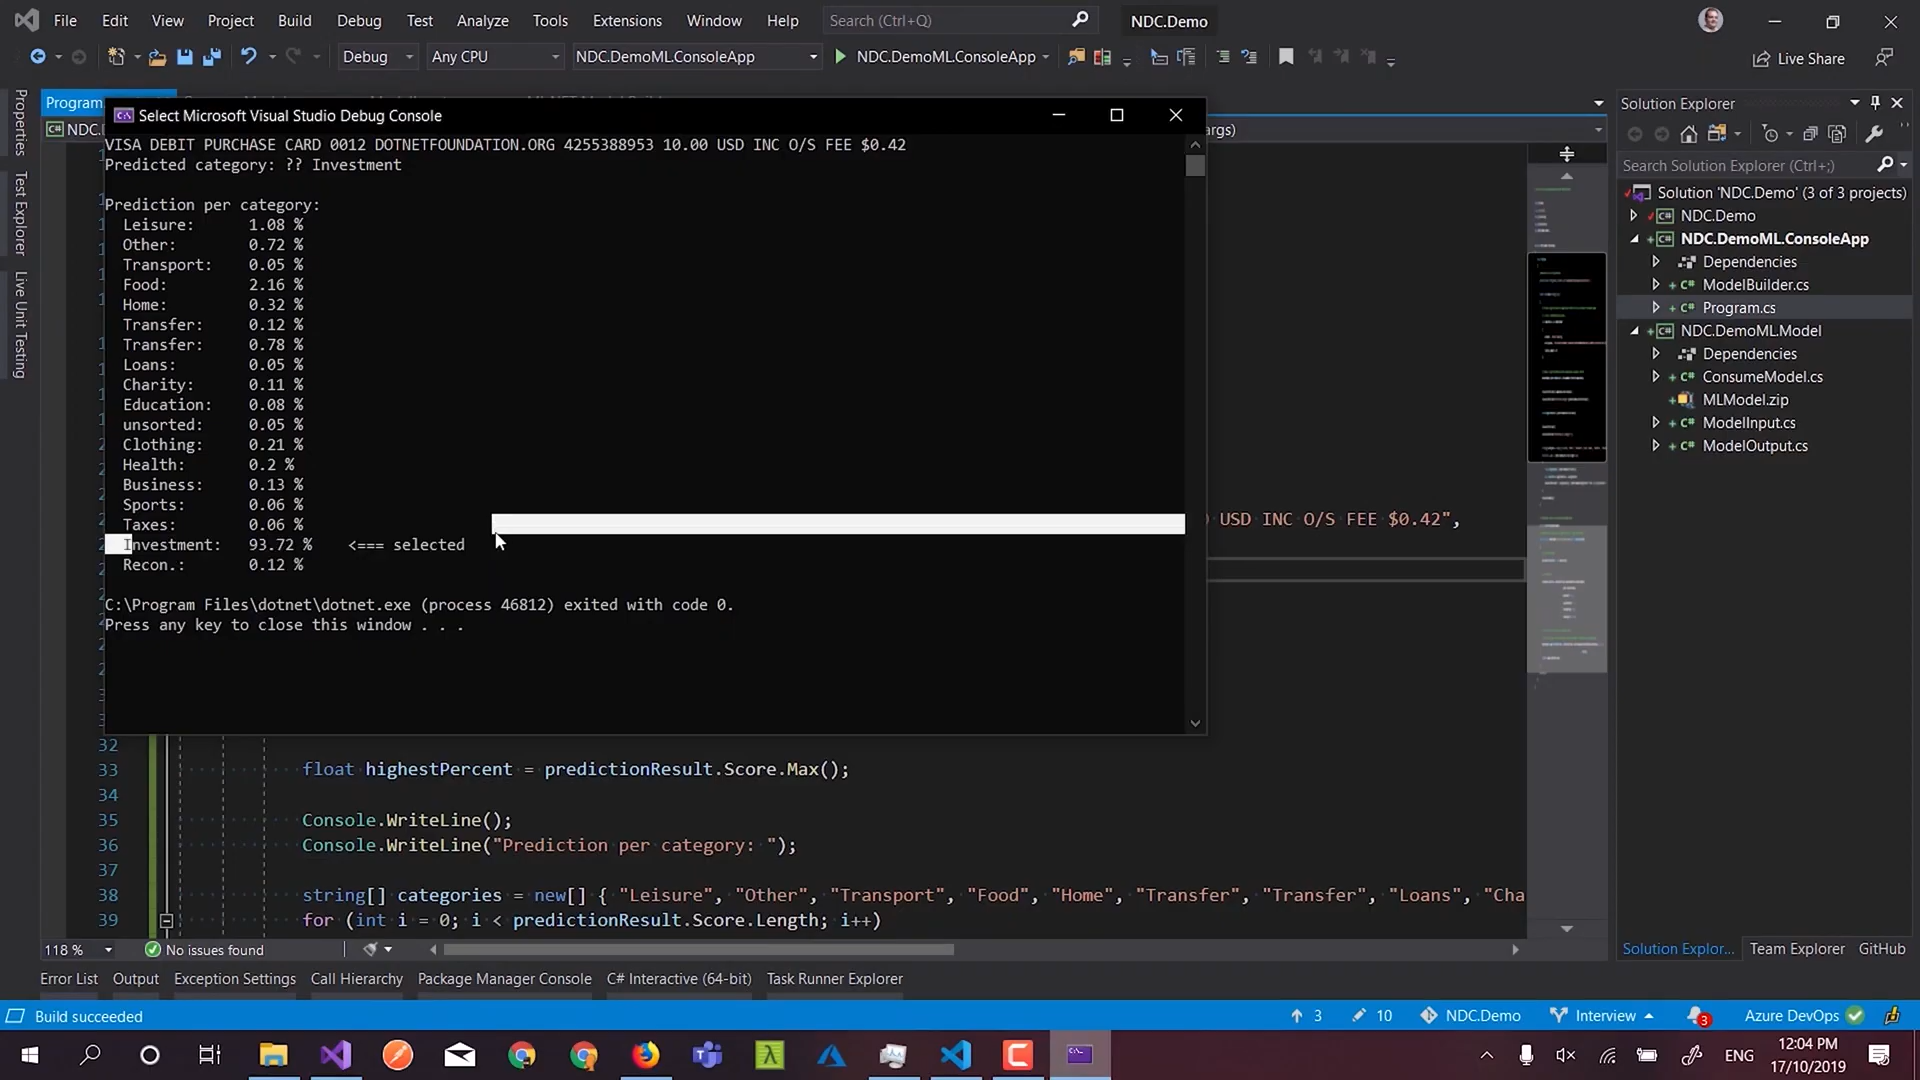 File Edit View Project Build Debug Test Analyze Tools Extensions Window Help Search (Ctrl+Q) NDC.Demo
Debug Any CPU NDC.DemoML.ConsoleApp NDC.DemoML.ConsoleApp Live Share
Properties
Test Explorer
Live Unit Testing
Program.
NDC.
args)
Select Microsoft Visual Studio Debug Console
VISA DEBIT PURCHASE CARD 0012 DOTNETFOUNDATION.ORG 4255388953 10.00 USD INC O/S FEE $0.42
Predicted category: ?? Investment
Prediction per category:
Leisure: 1.08 %
Other: 0.72 %
Transport: 0.05 %
Food: 2.16 %
Home: 0.32 %
Transfer: 0.12 %
Transfer: 0.78 %
Loans: 0.05 %
Charity: 0.11 %
Education: 0.08 %
unsorted: 0.05 %
Clothing: 0.21 %
Health: 0.2 %
Business: 0.13 %
Sports: 0.06 %
Taxes: 0.06 %
Investment: 93.72 % <=== selected
Recon.: 0.12 %
C:\Program Files\dotnet\dotnet.exe (process 46812) exited with code 0.
Press any key to close this window . . .
USD INC O/S FEE $0.42",
32
33 float highestPercent = predictionResult.Score.Max();
34
35 Console.WriteLine();
36 Console.WriteLine("Prediction per category: ");
37
38 string[] categories = new[] { "Leisure", "Other", "Transport", "Food", "Home", "Transfer", "Transfer", "Loans", "Cha
39 for (int i = 0; i < predictionResult.Score.Length; i++)
118 % No issues found
Solution Explorer
Search Solution Explorer (Ctrl+;)
Solution 'NDC.Demo' (3 of 3 projects)
NDC.Demo
NDC.DemoML.ConsoleApp
Dependencies
ModelBuilder.cs
Program.cs
NDC.DemoML.Model
Dependencies
ConsumeModel.cs
MLModel.zip
ModelInput.cs
ModelOutput.cs
Solution Explor... Team Explorer GitHub
Error List Output Exception Settings Call Hierarchy Package Manager Console C# Interactive (64-bit) Task Runner Explorer
Build succeeded 3 10 NDC.Demo Interview 3 Azure DevOps
ENG 12:04 PM
17/10/2019